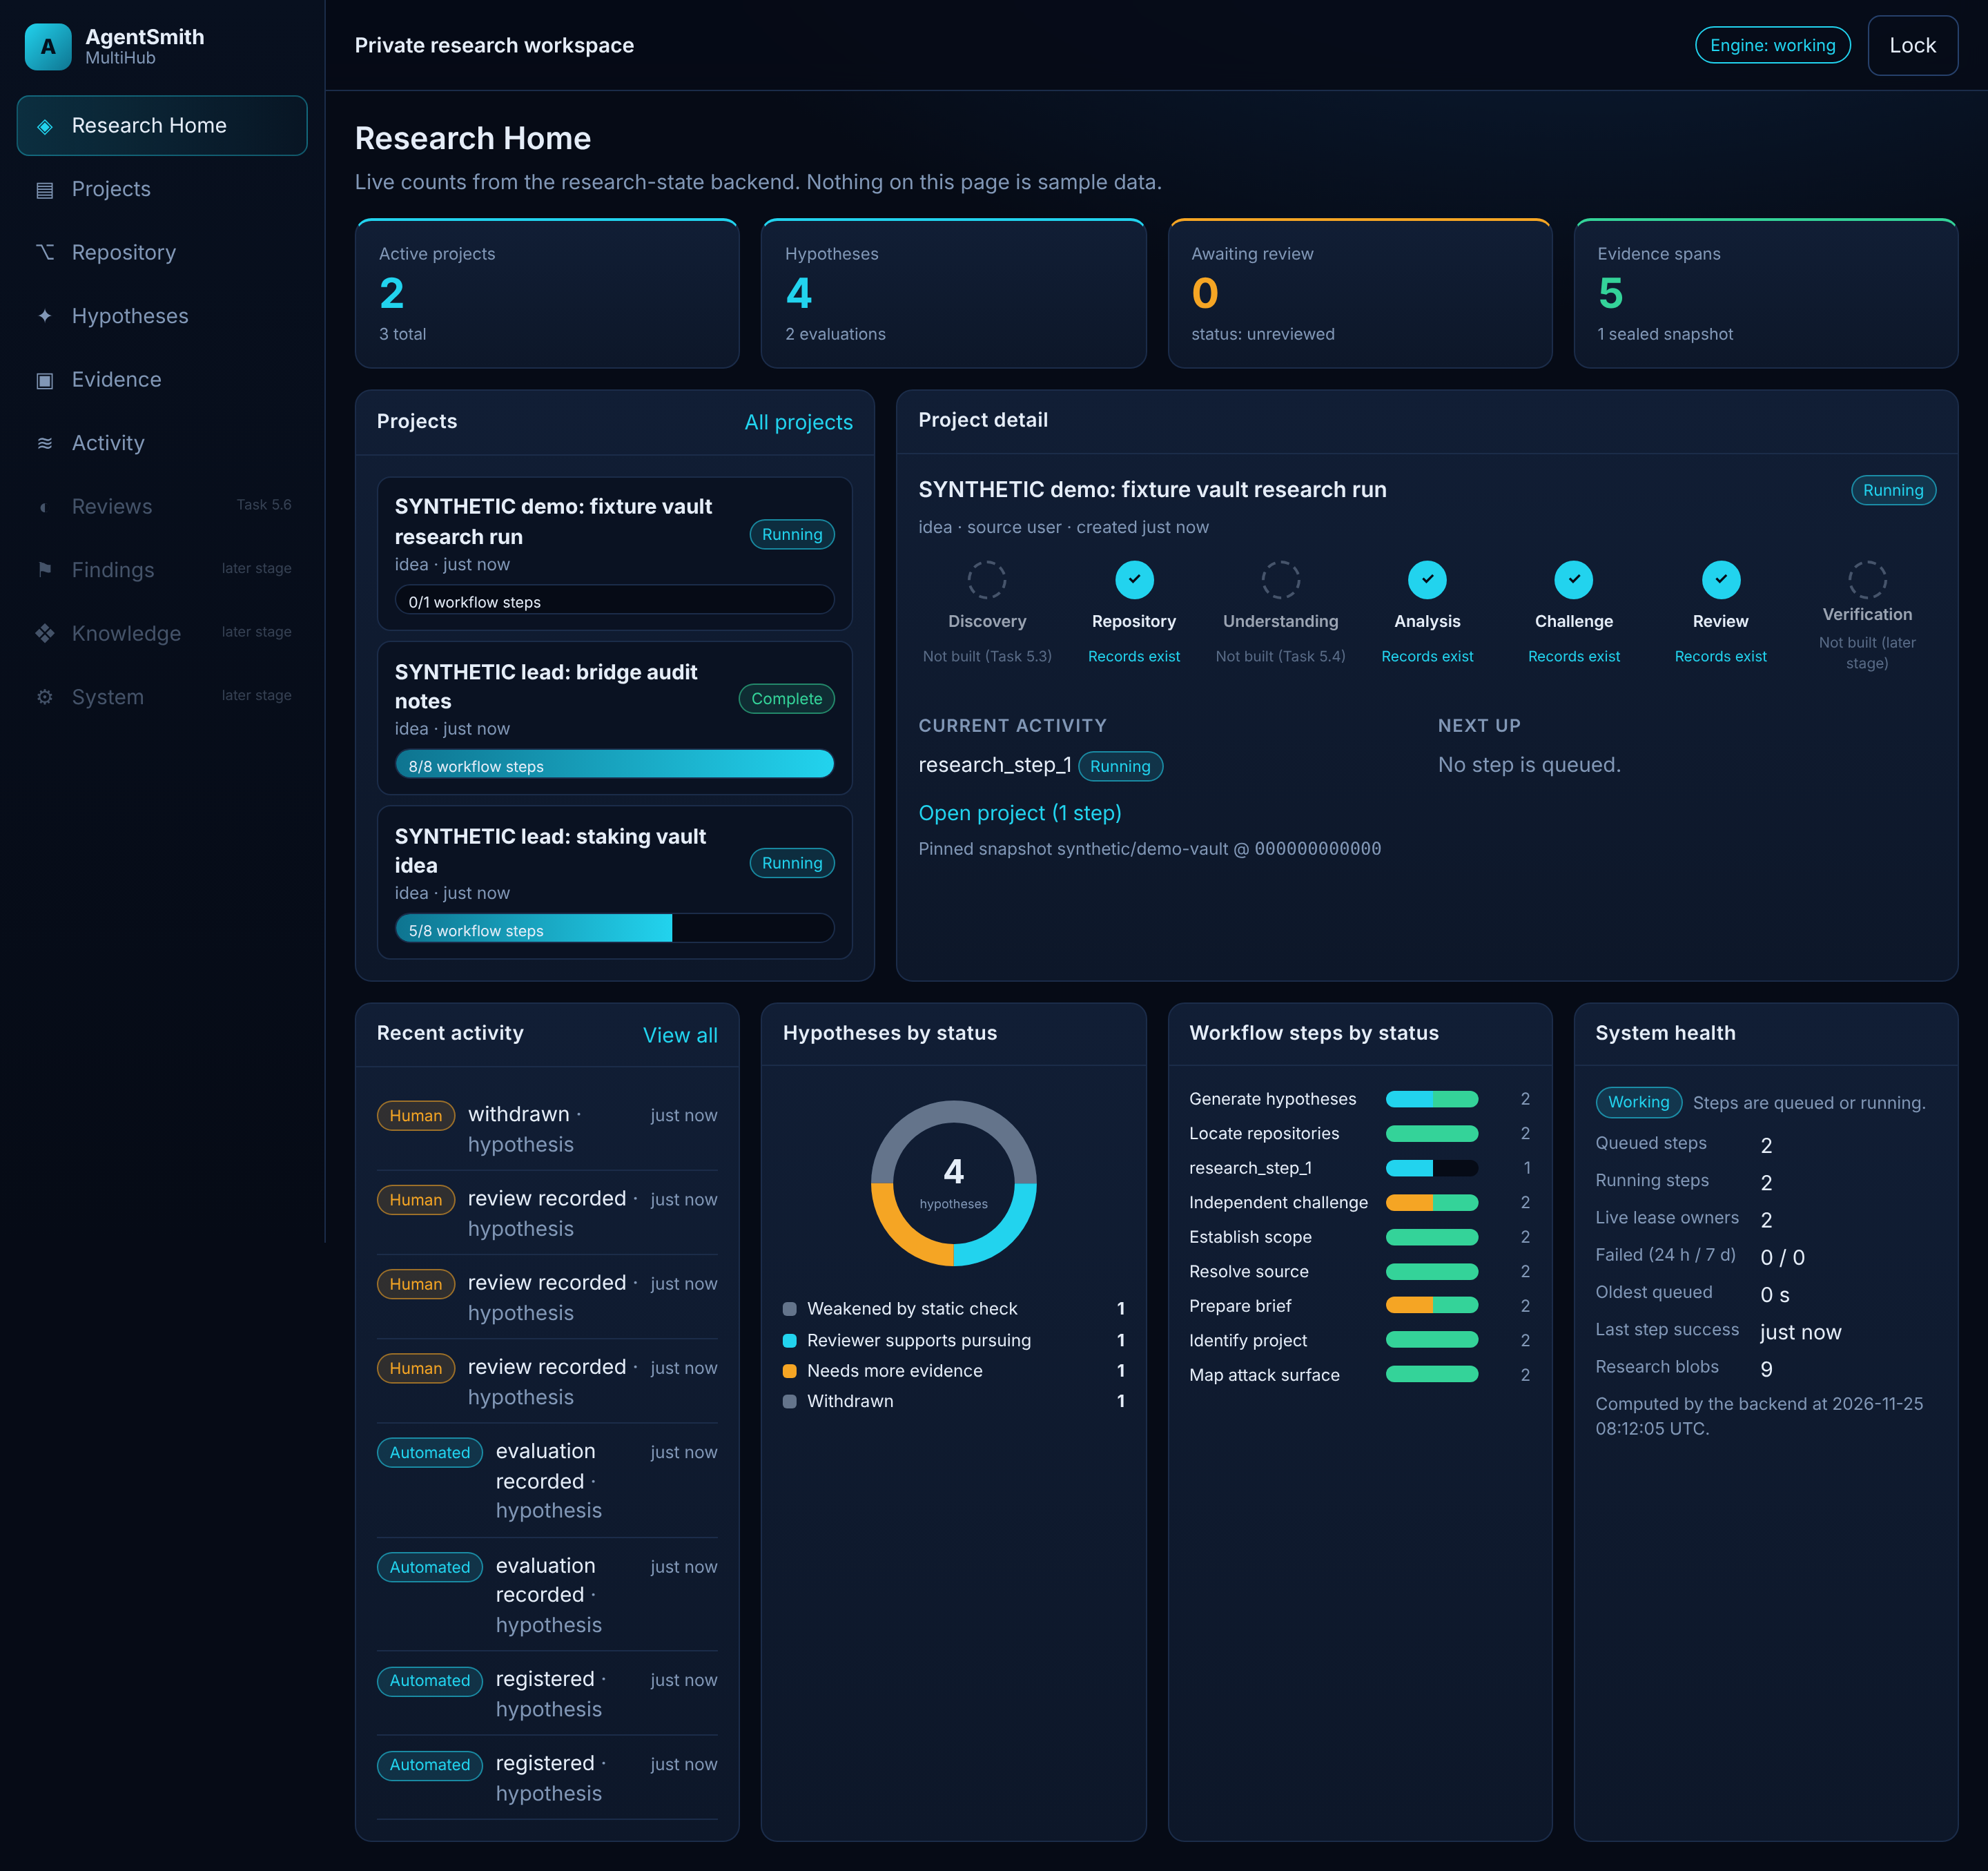 A
AgentSmith
MultiHub
Research Home
Projects
Repository
Hypotheses
Evidence
Activity
Reviews Task 5.6
Findings later stage
Knowledge later stage
System later stage
Private research workspace
Engine: working
Lock
Research Home
Live counts from the research-state backend. Nothing on this page is sample data.
Active projects
2
3 total
Hypotheses
4
2 evaluations
Awaiting review
0
status: unreviewed
Evidence spans
5
1 sealed snapshot
Projects
All projects
SYNTHETIC demo: fixture vault
research run
Running
idea · just now
0/1 workflow steps
SYNTHETIC lead: bridge audit
notes
Complete
idea · just now
8/8 workflow steps
SYNTHETIC lead: staking vault
idea
Running
idea · just now
5/8 workflow steps
Project detail
SYNTHETIC demo: fixture vault research run
Running
idea · source user · created just now
Discovery
Not built (Task 5.3)
Repository
Records exist
Understanding
Not built (Task 5.4)
Analysis
Records exist
Challenge
Records exist
Review
Records exist
Verification
Not built (later
stage)
CURRENT ACTIVITY
research_step_1 Running
Open project (1 step)
Pinned snapshot synthetic/demo-vault @ 000000000000
NEXT UP
No step is queued.
Recent activity
View all
Human withdrawn · just now
hypothesis
Human review recorded · just now
hypothesis
Human review recorded · just now
hypothesis
Human review recorded · just now
hypothesis
Automated evaluation just now
recorded ·
hypothesis
Automated evaluation just now
recorded ·
hypothesis
Automated registered · just now
hypothesis
Automated registered · just now
hypothesis
Hypotheses by status
4
hypotheses
Weakened by static check 1
Reviewer supports pursuing 1
Needs more evidence 1
Withdrawn 1
Workflow steps by status
Generate hypotheses 2
Locate repositories 2
research_step_1 1
Independent challenge 2
Establish scope 2
Resolve source 2
Prepare brief 2
Identify project 2
Map attack surface 2
System health
Working Steps are queued or running.
Queued steps 2
Running steps 2
Live lease owners 2
Failed (24 h / 7 d) 0 / 0
Oldest queued 0 s
Last step success just now
Research blobs 9
Computed by the backend at 2026-11-25
08:12:05 UTC.